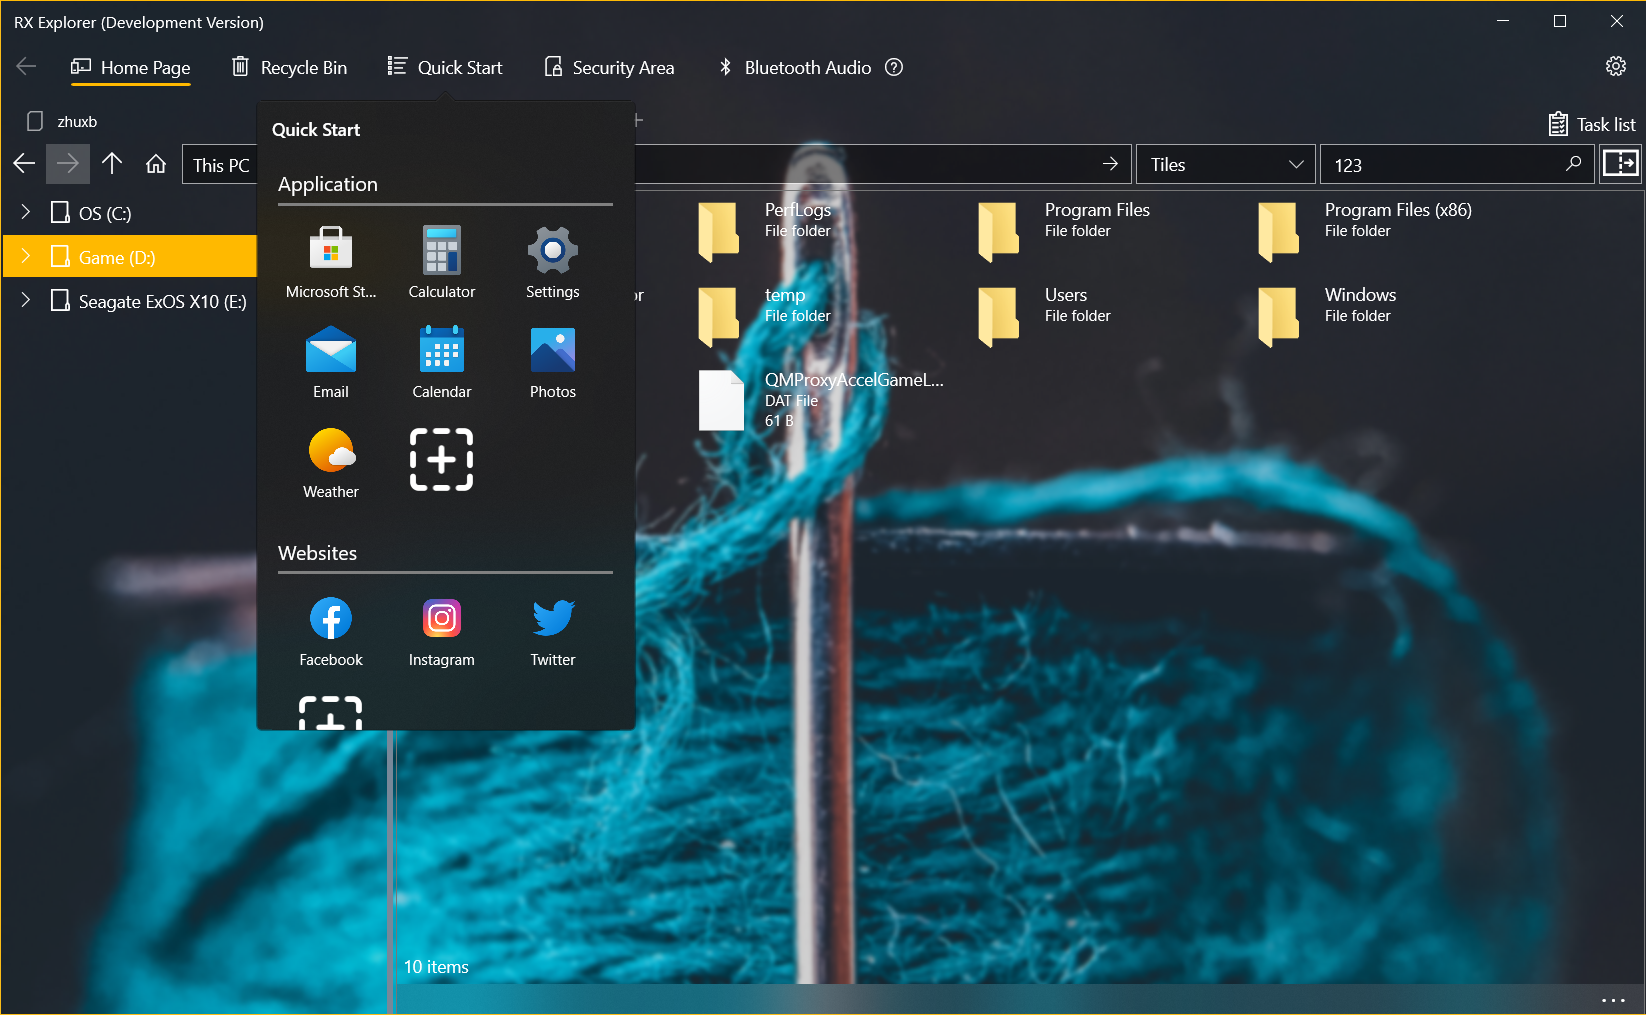 RX Explorer (Development Version)
Home Page
Recycle Bin
Quick Start
Security Area
Bluetooth Audio
zhuxb
Task list
This PC
Tiles
123
OS (C:)
Game (D:)
Seagate ExOS X10 (E:)
Quick Start
Application
Microsoft St...
Calculator
Settings
Email
Calendar
Photos
Weather
Websites
Facebook
Instagram
Twitter
PerfLogs
File folder
Program Files
File folder
Program Files (x86)
File folder
or
temp
File folder
Users
File folder
Windows
File folder
QMProxyAccelGameL...
DAT File
61 B
10 items